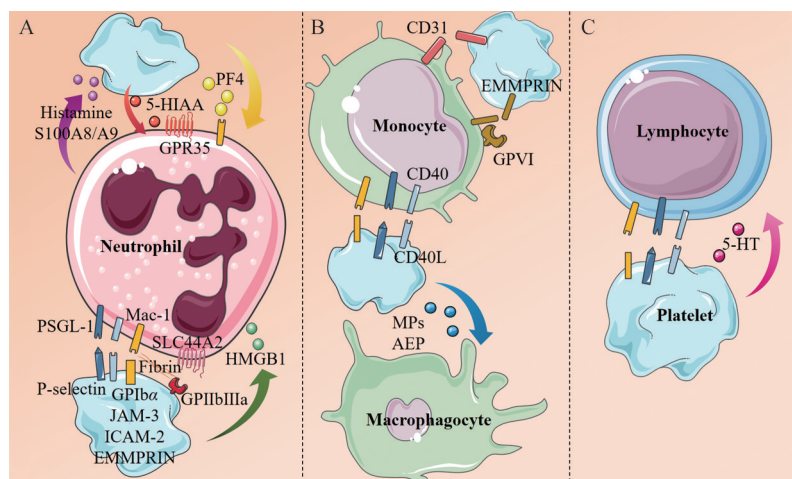 A
PF4
5-HIAA
Histamine
S100A8/A9
GPR35
Neutrophil
Mac-1
PSGL-1
SLC44A2
HMGB1
Fibrin
P-selectin
GPIbα
GPIIbIIIa
JAM-3
ICAM-2
EMMPRIN
B
CD31
EMMPRIN
Monocyte
GPVI
CD40
CD40L
MPs
AEP
Macrophagocyte
C
Lymphocyte
5-HT
Platelet